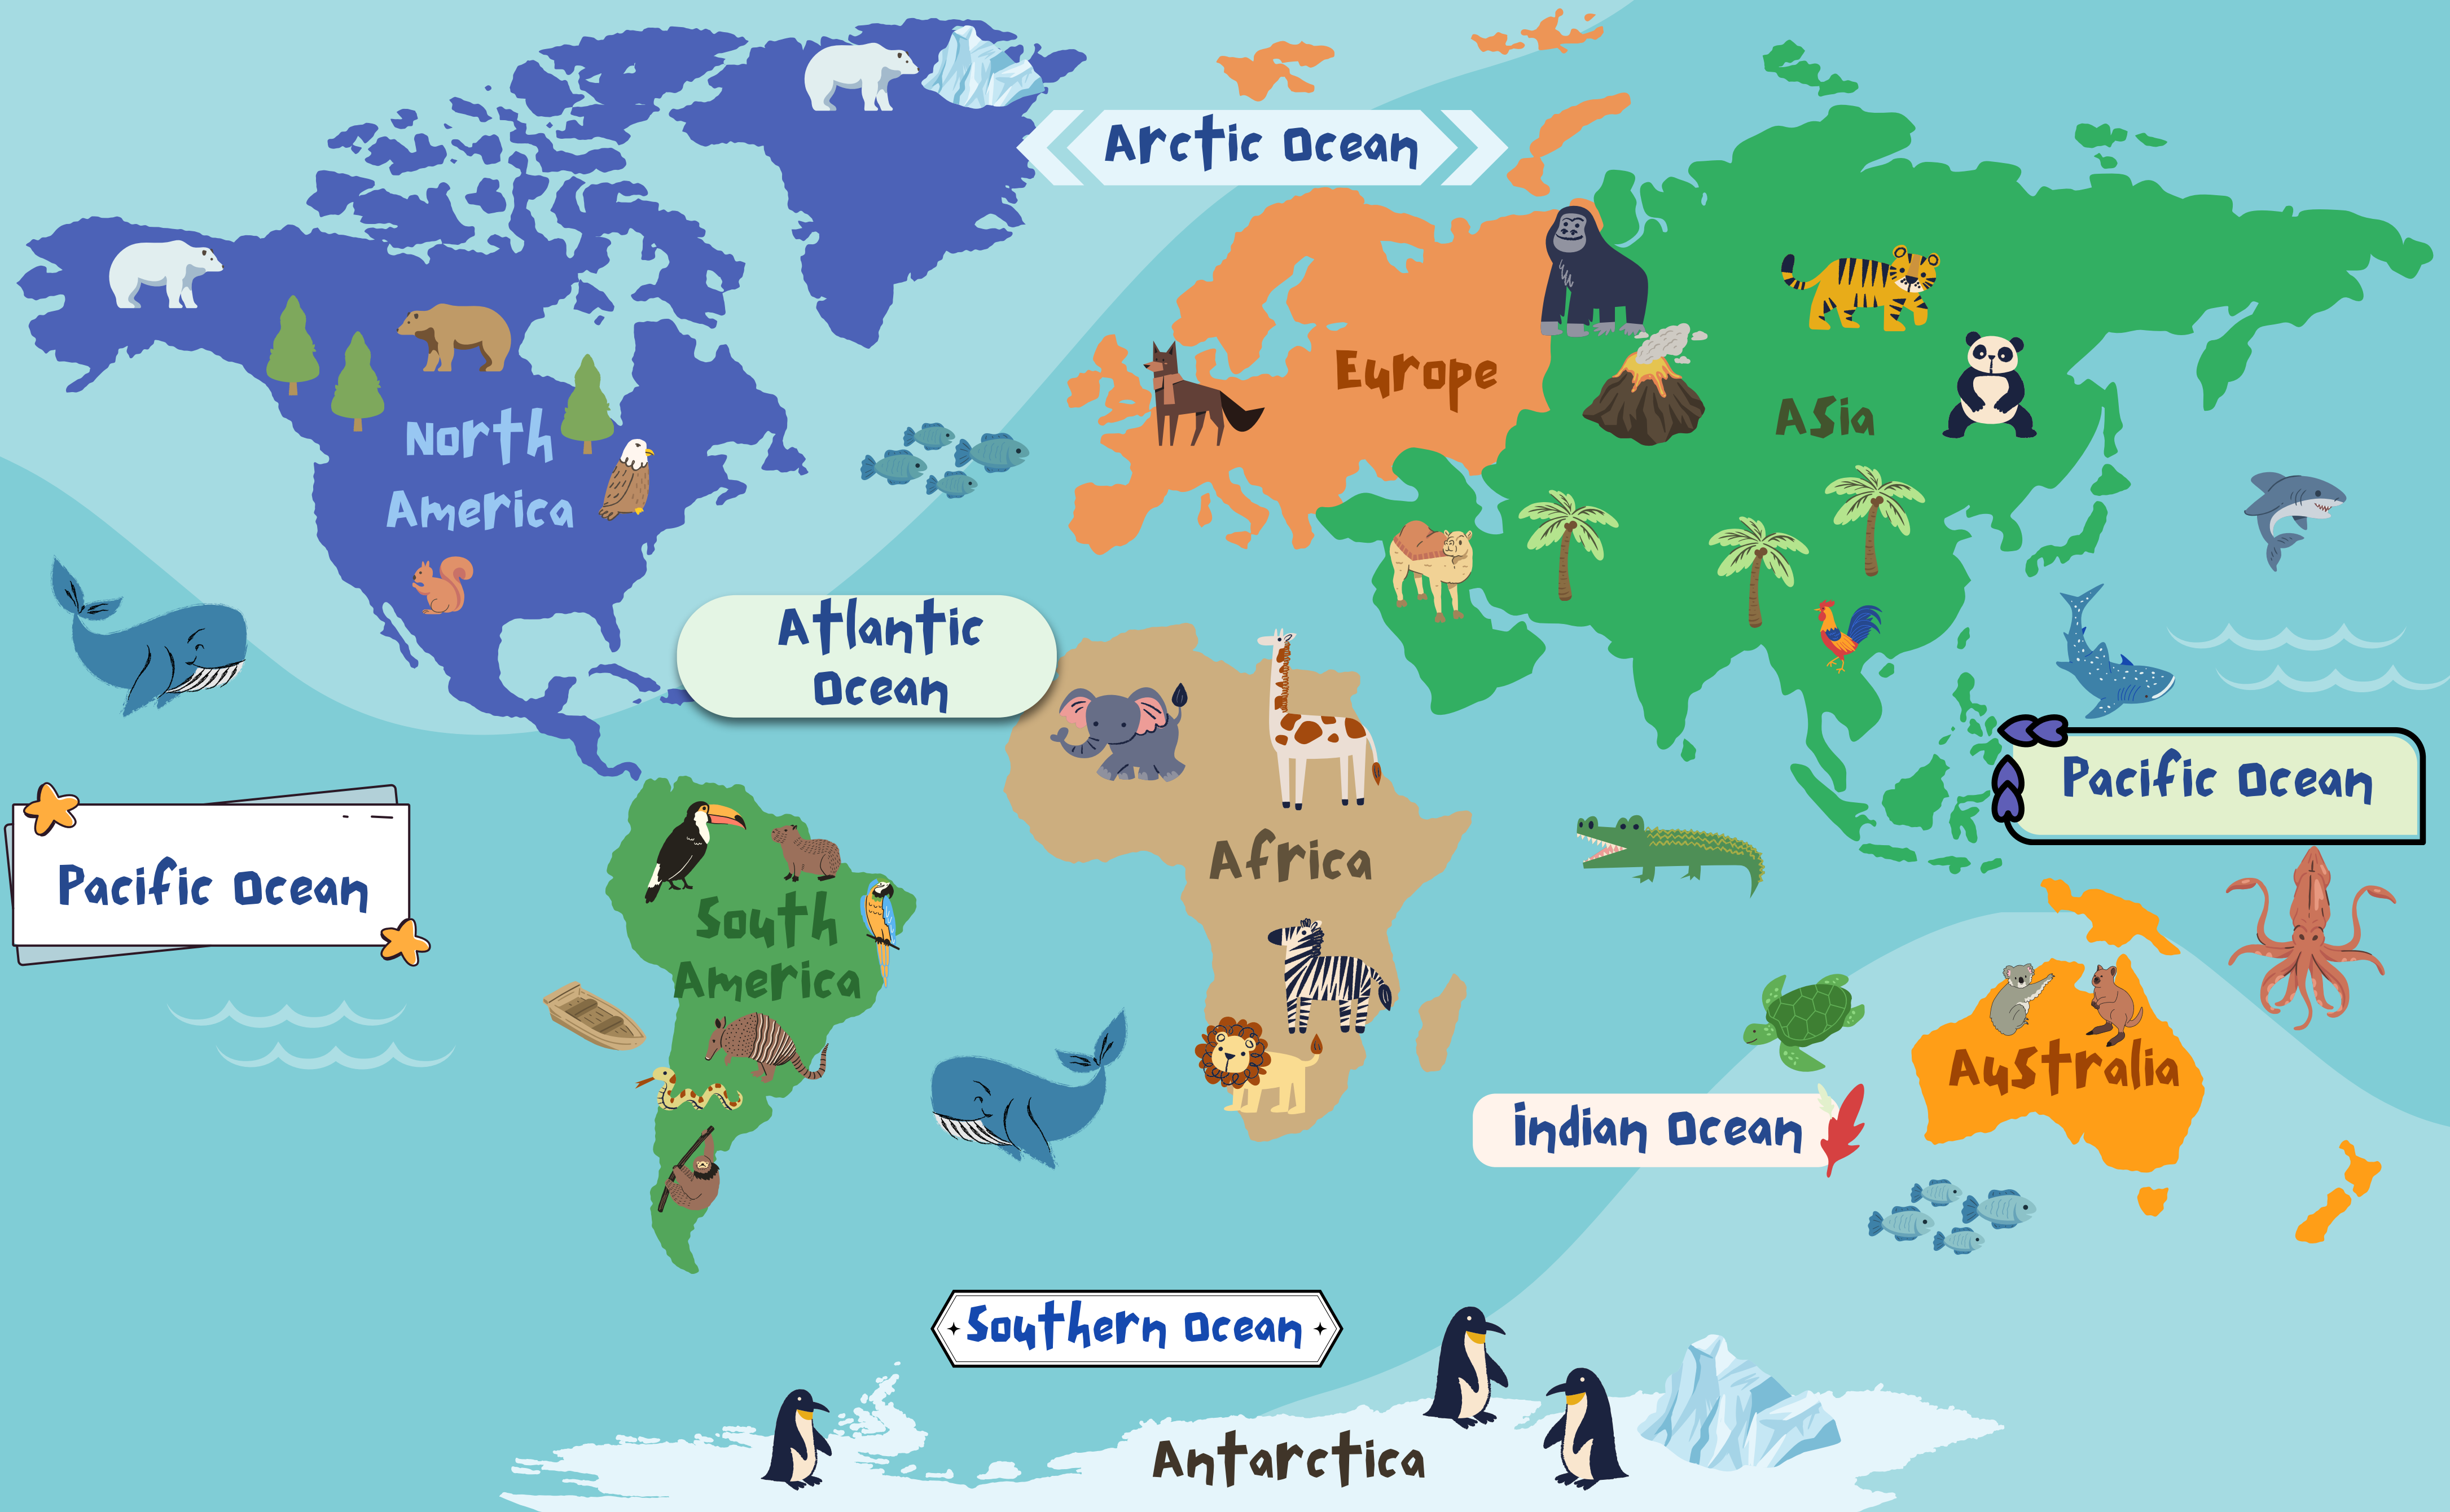 Arctic Ocean
Europe
Asia
North
America
Atlantic
Ocean
Pacific Ocean
Pacific Ocean
Africa
South
America
Australia
indian Ocean
Southern Ocean
Antarctica